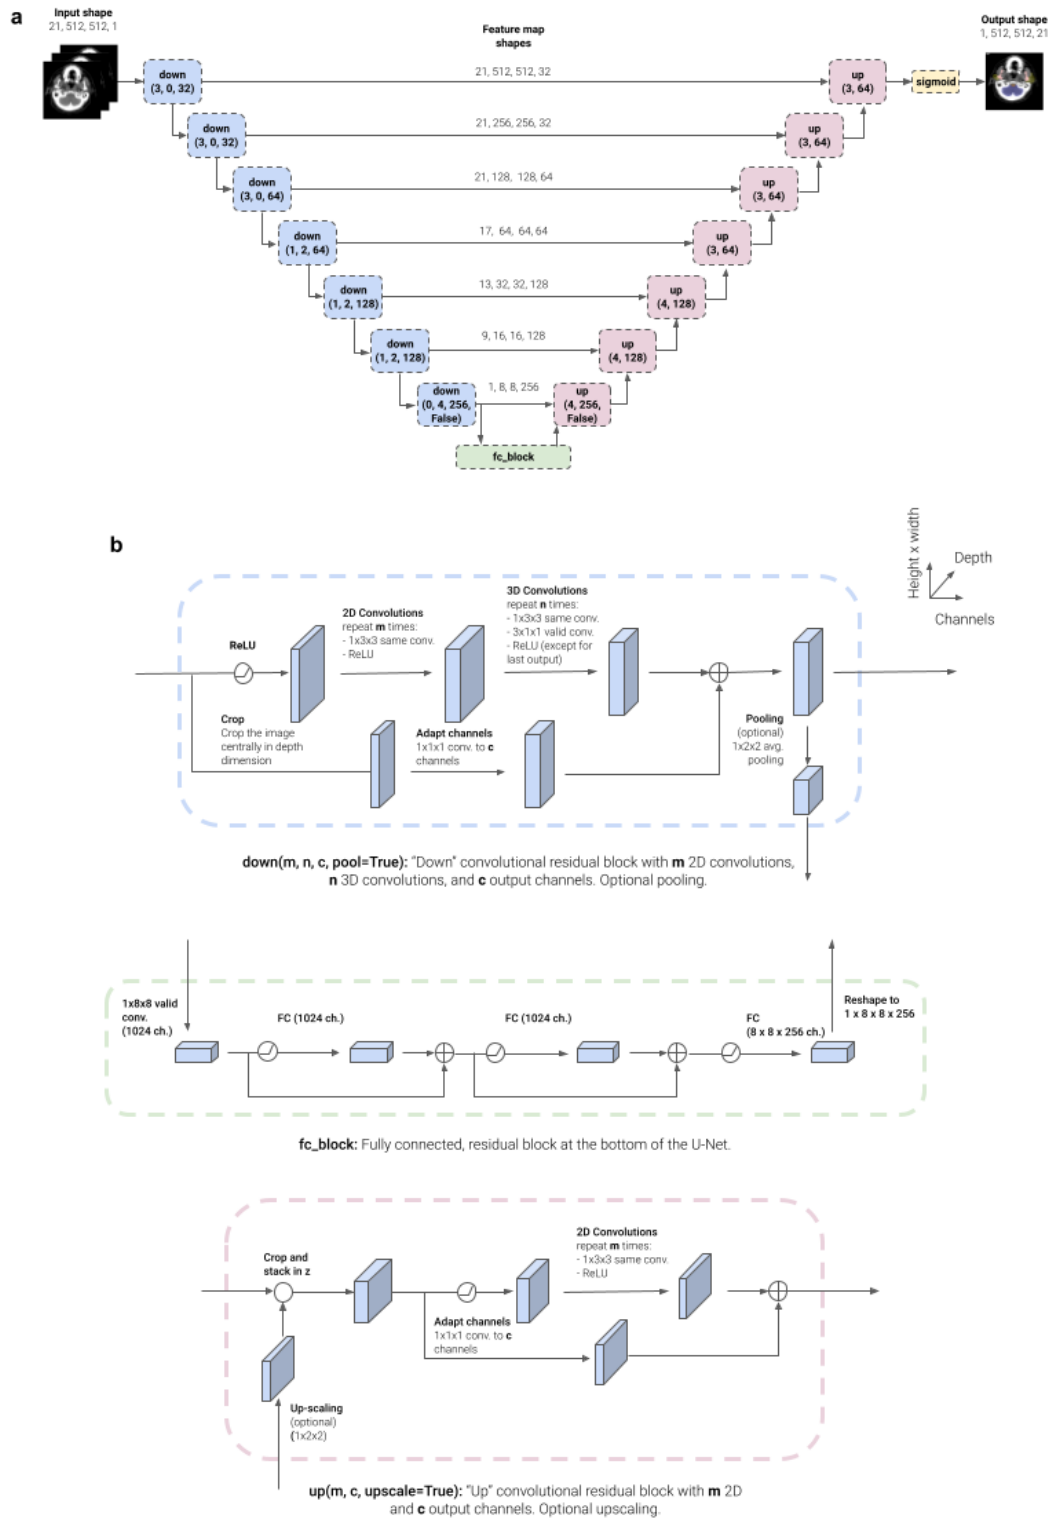 a
Input shape
21, 512, 512, 1
Feature map
shapes
Output shape
1, 512, 512, 21
down
(3, 0, 32)
21, 512, 512, 32
up
(3, 64)
sigmoid
down
(3, 0, 32)
21, 256, 256, 32
up
(3, 64)
down
(3, 0, 64)
21, 128, 128, 64
up
(3, 64)
down
(1, 2, 64)
17, 64, 64, 64
up
(3, 64)
down
(1, 2, 128)
13, 32, 32, 128
up
(4, 128)
down
(1, 2, 128)
9, 16, 16, 128
up
(4, 128)
down
(0, 4, 256,
False)
1, 8, 8, 256
up
(4, 256,
False)
fc_block
b
Height x width
Depth
Channels
ReLU
2D Convolutions
repeat m times:
- 1x3x3 same conv.
- ReLU
3D Convolutions
repeat n times:
- 1x3x3 same conv.
- 3x1x1 valid conv.
- ReLU (except for
last output)
Crop
Crop the image
centrally in depth
dimension
Adapt channels
1x1x1 conv. to c
channels
Pooling
(optional)
1x2x2 avg.
pooling
down(m, n, c, pool=True): "Down" convolutional residual block with m 2D convolutions,
n 3D convolutions, and c output channels. Optional pooling.
1x8x8 valid
conv.
(1024 ch.)
FC (1024 ch.)
FC (1024 ch.)
FC
(8 x 8 x 256 ch.)
Reshape to
1 x 8 x 8 x 256
fc_block: Fully connected, residual block at the bottom of the U-Net.
Crop and
stack in z
2D Convolutions
repeat m times:
- 1x3x3 same conv.
- ReLU
Adapt channels
1x1x1 conv. to c
channels
Up-scaling
(optional)
(1x2x2)
up(m, c, upscale=True): "Up" convolutional residual block with m 2D
and c output channels. Optional upscaling.